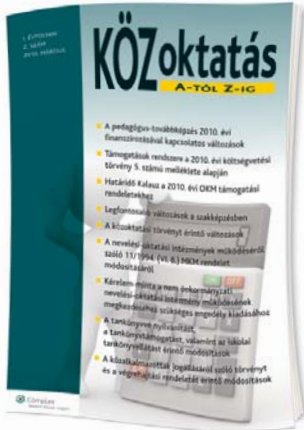 I. ÉVFOLYAM
2. SZÁM
2010. MÁRCIUS
KÖZoktatás
A-TÓL Z-IG
A pedagógus-továbbképzés 2010. évi
finanszírozásával kapcsolatos változások
Támogatások rendszere a 2010. évi költségvetési
törvény 5. számú melléklete alapján
Határidő Kalauz a 2010. évi OKM támogatási
rendeletekhez
Legfontosabb változások a szakképzésben
A közoktatási törvényt érintő változások
A nevelési-oktatási intézmények működéséről
szóló 11/1994. (VI. 8.) MKM rendelet
módosításáról
Kérelem-minta a nem önkormányzati
nevelési-oktatási intézmény működésének
megkezdéséhez szükséges engedély kiadásához
A tankönyvvé nyilvánítást,
a tankönyvtámogatást, valamint az iskolai
tankönyvellátást érintő módosítások
A közalkalmazottak jogállásáról szóló törvényt
és a végrehajtási rendeletét érintő módosítások
Complex